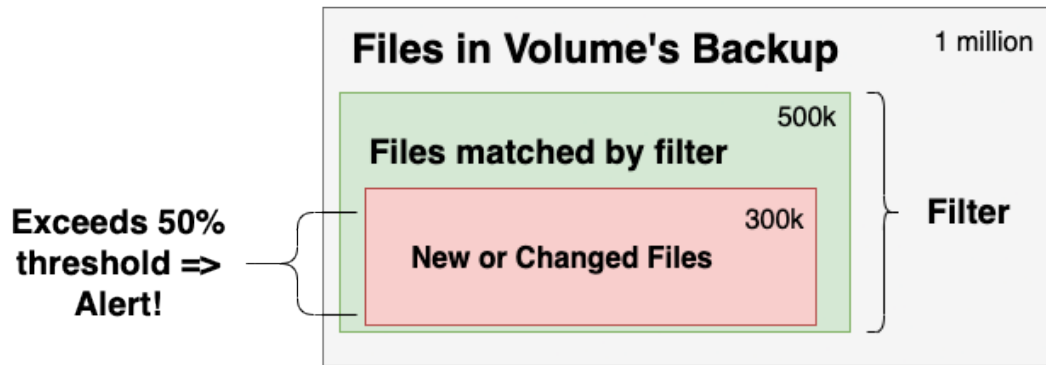 Files in Volume's Backup
1 million
500k
Files matched by filter
300k
New or Changed Files
Exceeds 50%
threshold =>
Alert!
Filter